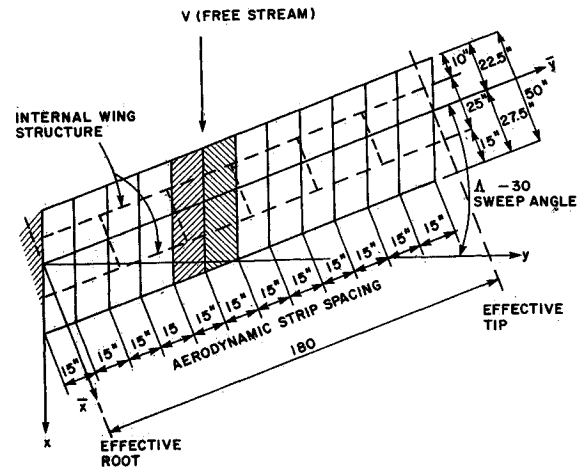 V (FREE STREAM)
10"
22.5"
ȳ
25"
50"
27.5"
15"
INTERNAL WING
STRUCTURE
Λ -30
SWEEP ANGLE
y
15"
15"
15"
15
15"
15"
15"
15"
15"
15"
15"
15"
AERODYNAMIC STRIP SPACING
EFFECTIVE
TIP
180
x̄
x
EFFECTIVE
ROOT